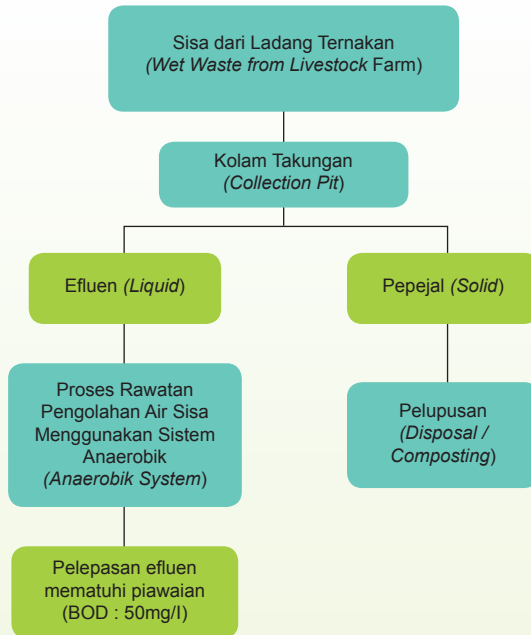 Sisa dari Ladang Ternakan
(Wet Waste from Livestock Farm)
Kolam Takungan
(Collection Pit)
Efluen (Liquid)
Pepejal (Solid)
Proses Rawatan
Pengolahan Air Sisa
Menggunakan Sistem
Anaerobik
(Anaerobik System)
Pelupusan
(Disposal /
Composting)
Pelepasan efluen
mematuhi piawaian
(BOD : 50mg/l)